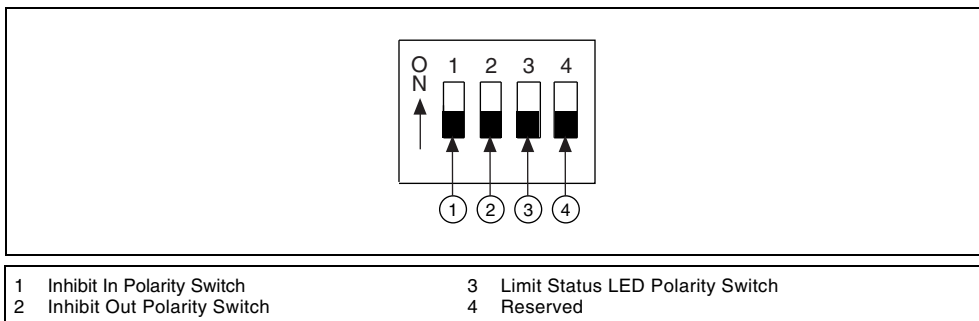 ON 1 2 3 4
1 2 3 4
1 Inhibit In Polarity Switch
2 Inhibit Out Polarity Switch
3 Limit Status LED Polarity Switch
4 Reserved